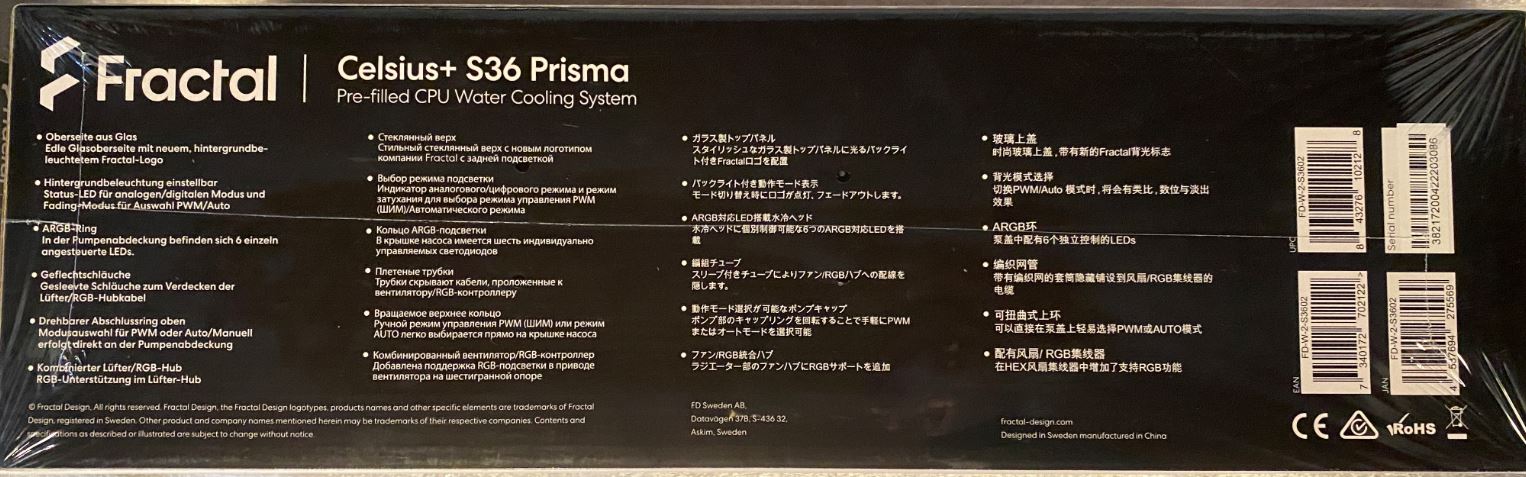 Fractal
Celsius+ S36 Prisma
Pre-filled CPU Water Cooling System
• Oberseite aus Glas
Edle Glasoberseite mit neuem, hintergrundbe-
leuchtetem Fractal-Logo
• Hintergrundbeleuchtung einstellbar
Status-LED für analogen/digitalen Modus und
Fading-Modus für Auswahl PWM/Auto
• ARGB-Ring
In der Pumpenabdeckung befinden sich 6 einzeln
angesteuerte LEDs.
• Geflechtschläuche
Gesleevte Schläuche zum Verdecken der
Lüfter/RGB-Hubkabel
• Drehbarer Abschlussring oben
Modusauswahl für PWM oder Auto/Manuell
erfolgt direkt an der Pumpenabdeckung
• Kombinierter Lüfter/RGB-Hub
RGB-Unterstützung im Lüfter-Hub
• Стеклянный верх
Стильный стеклянный верх с новым логотипом
компании Fractal с задней подсветкой
• Выбор режима подсветки
Индикатор аналогового/цифрового режима и режим
затухания для выбора режима управления PWM
(ШИМ)/Автоматического режима
• Кольцо ARGB-подсветки
В крышке насоса имеется шесть индивидуально
управляемых светодиодов
• Плетеные трубки
Трубки скрывают кабели, проложенные к
вентилятору/RGB-контроллеру
• Вращаемое верхнее кольцо
Ручной режим управления PWM (ШИМ) или режим
AUTO легко выбирается прямо на крышке насоса
• Комбинированный вентилятор/RGB-контроллер
Добавлена поддержка RGB-подсветки в приводе
вентилятора на шестигранной опоре
• ガラス製トップパネル
スタイリッシュなガラス製トップパネルに光るバックライ
ト付きFractalロゴを配置
• バックライト付き動作モード表示
モード切り替え時にロゴが点灯、フェードアウトします。
• ARGB対応LED搭載水冷ヘッド
水冷ヘッドに個別制御可能な6つのARGB対応LEDを搭
載
• 編組チューブ
スリーブ付きチューブによりファン/RGBハブへの配線を
隠します。
• 動作モード選択が可能なポンプキャップ
ポンプ部のキャップリングを回転することで手軽にPWM
またはオートモードを選択可能
• ファン/RGB統合ハブ
ラジエーター部のファンハブにRGBサポートを追加
• 玻璃上盖
时尚玻璃上盖,带有新的Fractal背光标志
• 背光模式选择
切换PWM/Auto 模式时,将会有类比,数位与淡出
效果
• ARGB环
泵盖中配有6个独立控制的LEDs
• 编织网管
带有编织网的套筒隐藏铺设到风扇/RGB集线器的
电缆
• 可扭曲式上环
可以直接在泵盖上轻易选择PWM或AUTO模式
• 配有风扇/ RGB集线器
在HEX风扇集线器中增加了支持RGB功能
UPC
FD-W-2-S3602
8 43276 10212 8
Serial number
3821720042220308​6
EAN
FD-W-2-S3602
7 340172 702122 >
JAN
FD-W-2-S3602
4 537694 275569
© Fractal Design, All rights reserved. Fractal Design, the Fractal Design logotypes, products names and other specific elements are trademarks of Fractal
Design, registered in Sweden. Other product and company names mentioned herein may be trademarks of their respective companies. Contents and
specifications as described or illustrated are subject to change without notice.
FD Sweden AB,
Datavägen 37B, S-436 32,
Askim, Sweden
fractal-design.com
Designed in Sweden manufactured in China
CE
RoHS